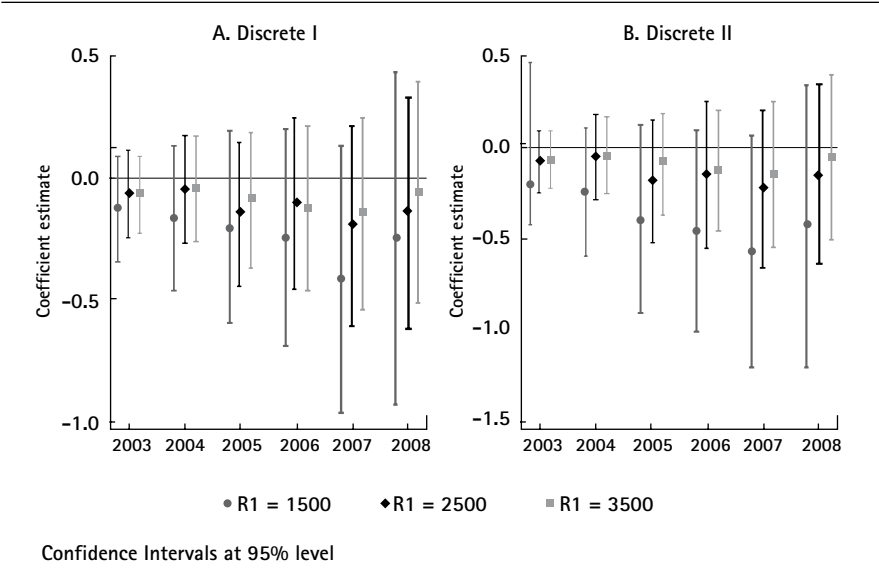 A. Discrete I
0.5
0.0
−0.5
−1.0
Coefficient estimate
2003 2004 2005 2006 2007 2008
B. Discrete II
0.5
0.0
−0.5
−1.0
−1.5
Coefficient estimate
2003 2004 2005 2006 2007 2008
R1 = 1500 R1 = 2500 R1 = 3500
Confidence Intervals at 95% level